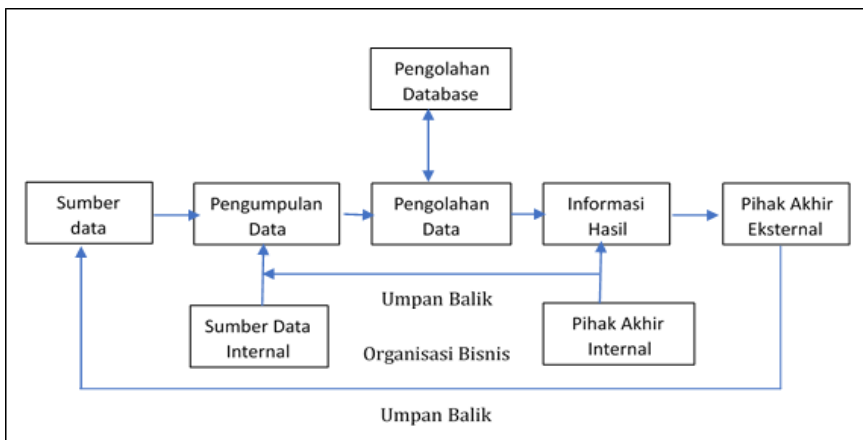 Pengolahan
Database
Sumber
data
Pengumpulan
Data
Pengolahan
Data
Informasi
Hasil
Pihak Akhir
Eksternal
Umpan Balik
Sumber Data
Internal
Organisasi Bisnis
Pihak Akhir
Internal
Umpan Balik